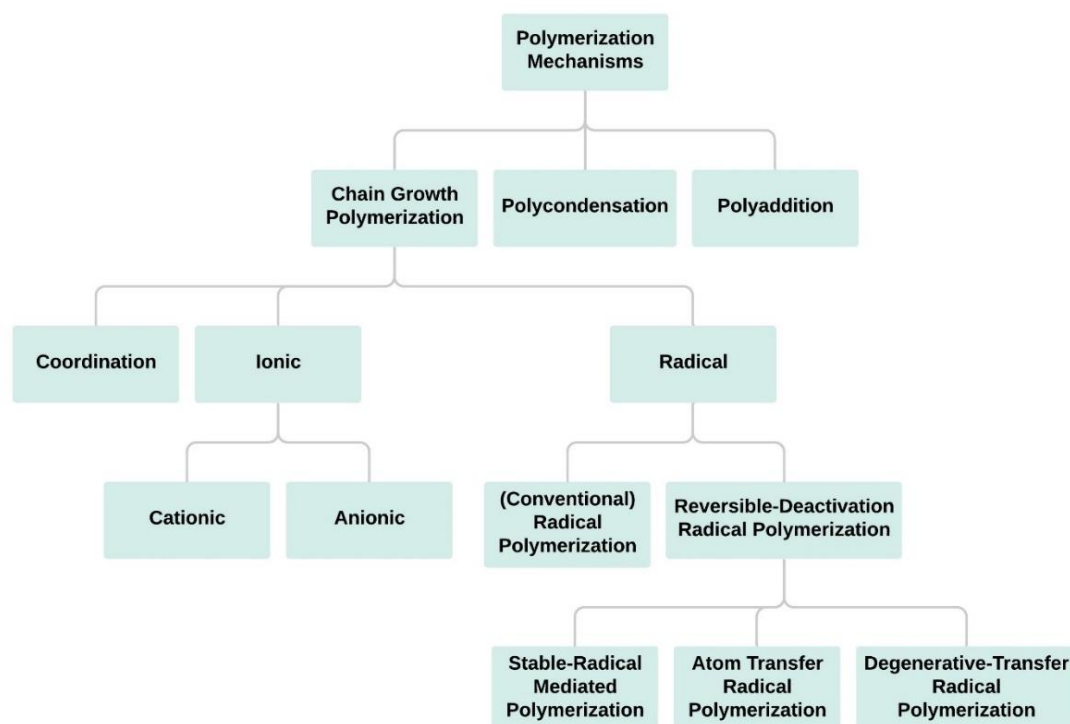 Polymerization
Mechanisms
Chain Growth
Polymerization
Polycondensation
Polyaddition
Coordination
Ionic
Radical
Cationic
Anionic
(Conventional)
Radical
Polymerization
Reversible-Deactivation
Radical Polymerization
Stable-Radical
Mediated
Polymerization
Atom Transfer
Radical
Polymerization
Degenerative-Transfer
Radical
Polymerization